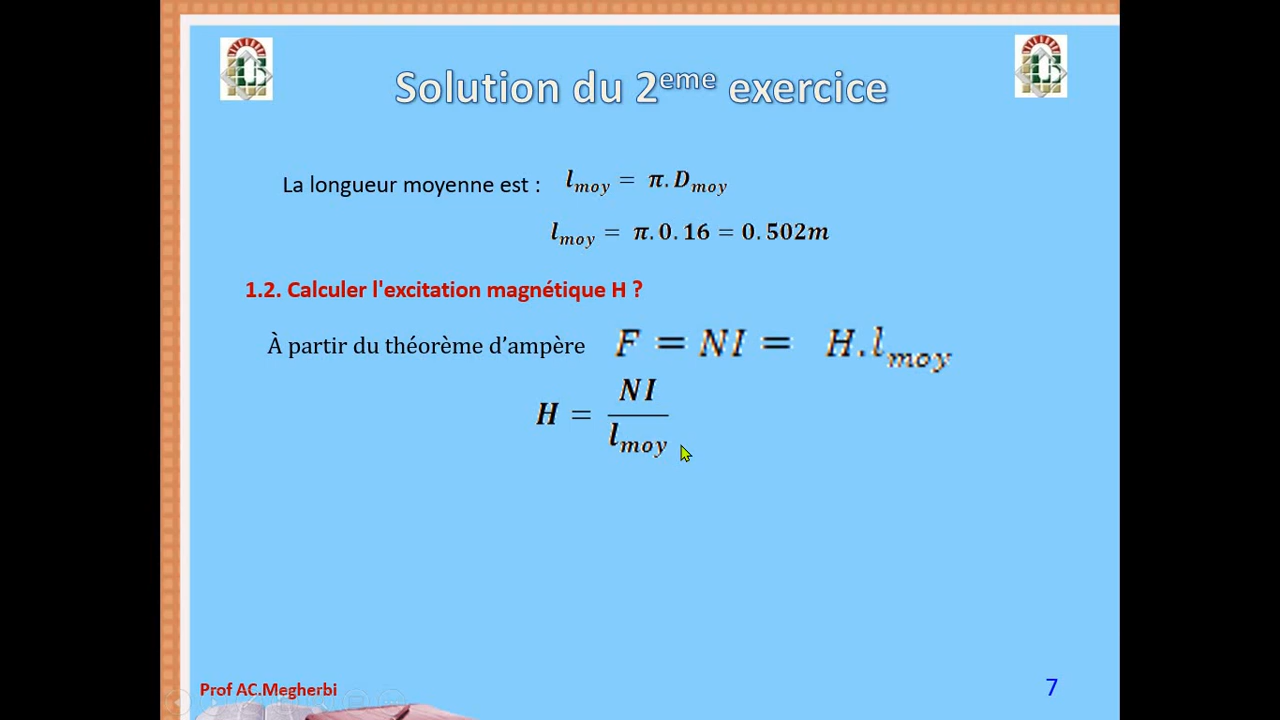 Solution du 2eme exercice
La longueur moyenne est : l_moy = π. D_moy
l_moy = π. 0. 16 = 0. 502m
1.2. Calculer l'excitation magnétique H ?
À partir du théorème d’ampère F = NI = H. l_moy
H = NI / l_moy
Prof AC.Megherbi
7